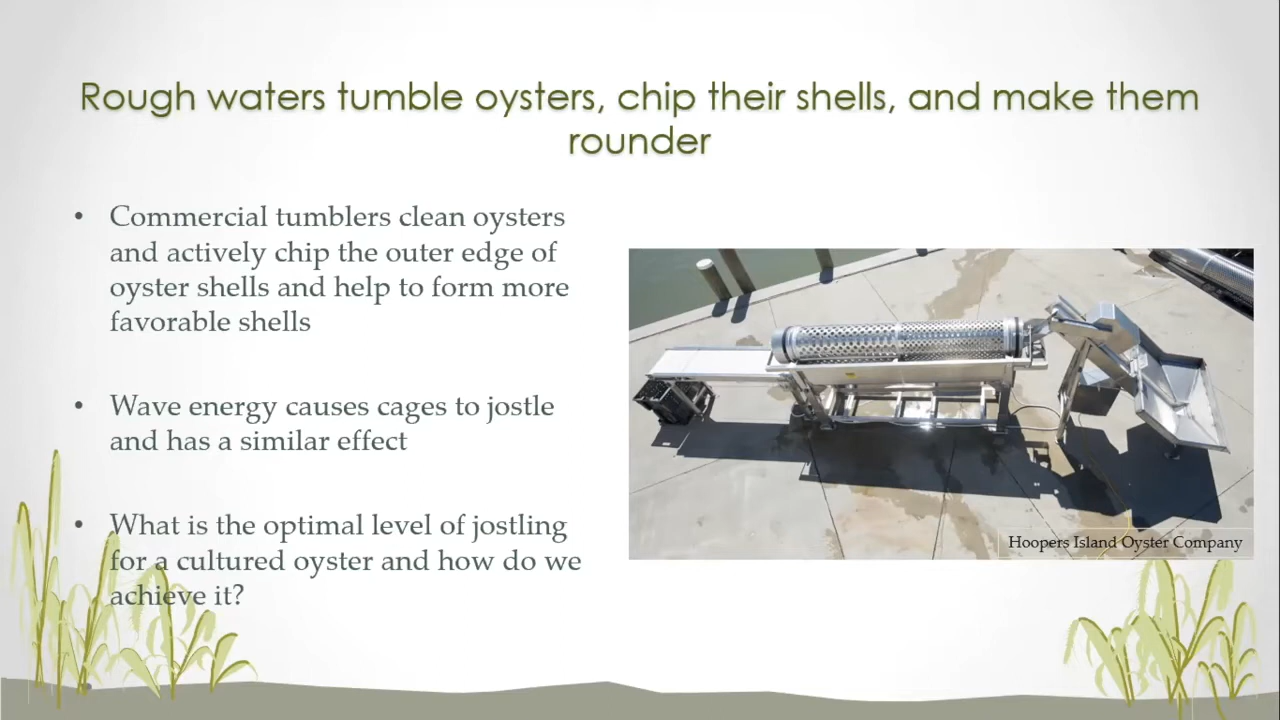 Rough waters tumble oysters, chip their shells, and make them
rounder
• Commercial tumblers clean oysters
and actively chip the outer edge of
oyster shells and help to form more
favorable shells
• Wave energy causes cages to jostle
and has a similar effect
• What is the optimal level of jostling
for a cultured oyster and how do we
achieve it?
Hoopers Island Oyster Company